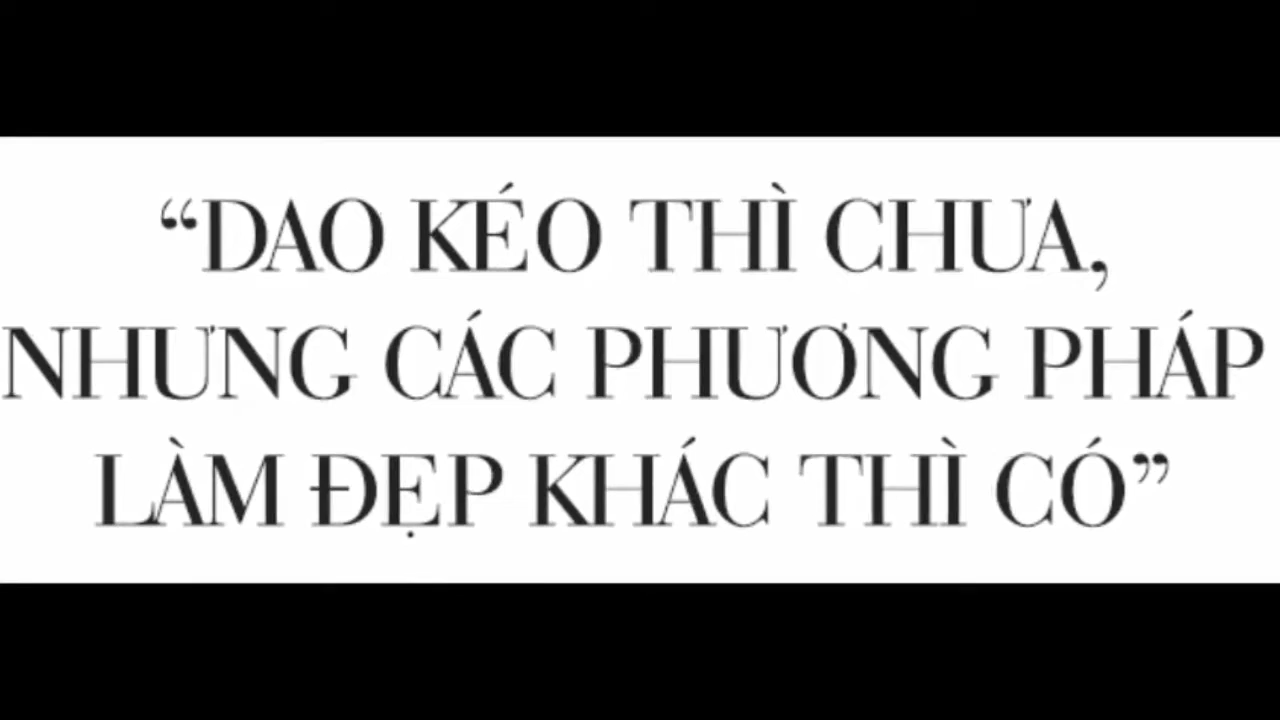 “DAO KÉO THÌ CHƯA,
NHƯNG CÁC PHƯƠNG PHÁP
LÀM ĐẸP KHÁC THÌ CÓ”